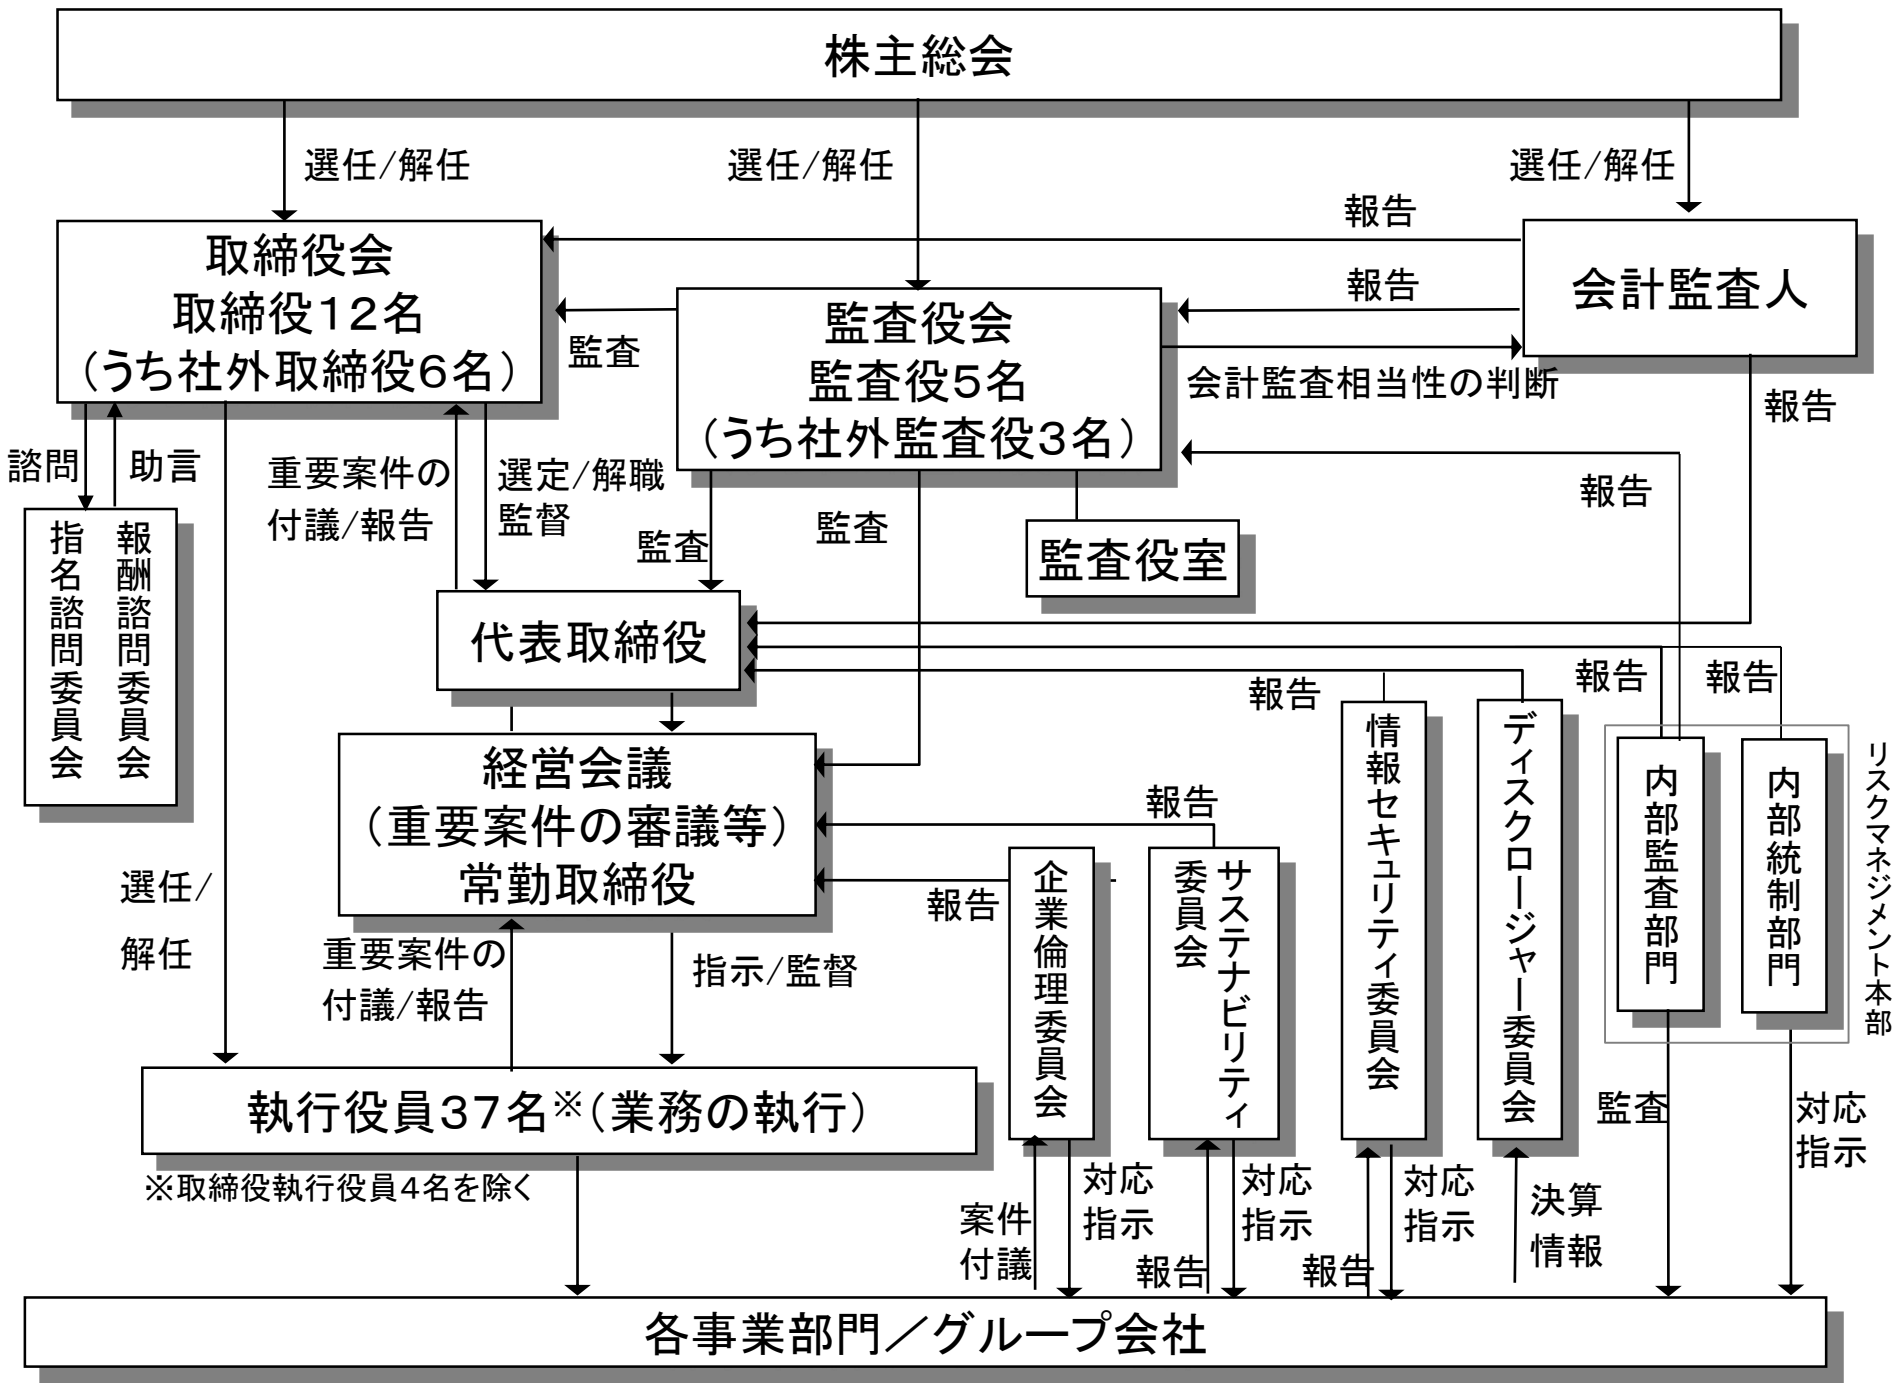 株主総会
選任/解任
選任/解任
選任/解任
取締役会
取締役12名
（うち社外取締役6名）
監査役会
監査役5名
（うち社外監査役3名）
会計監査人
報告
報告
監査
会計監査相当性の判断
報告
諮問
助言
重要案件の
付議/報告
選定/解職
監督
監査
監査
報告
監査役室
指名諮問委員会
報酬諮問委員会
代表取締役
報告
報告
報告
経営会議
（重要案件の審議等）
常勤取締役
報告
報告
選任/
解任
重要案件の
付議/報告
指示/監督
企業倫理委員会
サステナビリティ
委員会
情報セキュリティ委員会
ディスクロージャー委員会
内部監査部門
内部統制部門
リスクマネジメント本部
執行役員37名※（業務の執行）
※取締役執行役員4名を除く
案件
付議
対応
指示
報告
対応
指示
報告
対応
指示
決算
情報
監査
対応
指示
各事業部門／グループ会社